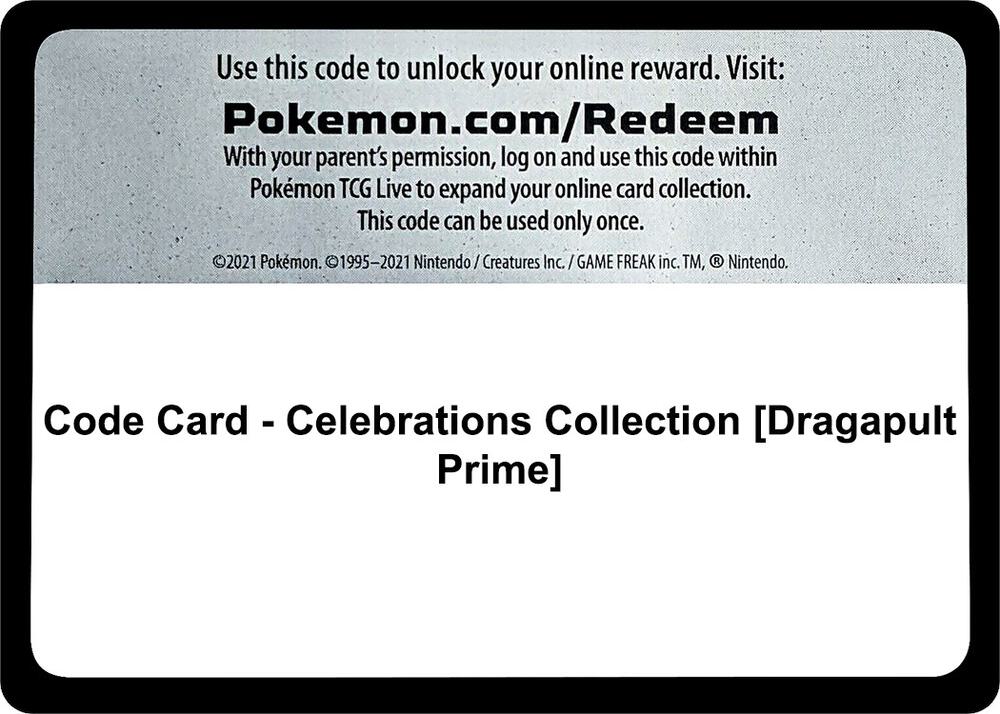 Use this code to unlock your online reward. Visit:
Pokemon.com/Redeem
With your parent's permission, log on and use this code within
Pokémon TCG Live to expand your online card collection.
This code can be used only once.
©2021 Pokémon. ©1995–2021 Nintendo / Creatures Inc. / GAME FREAK inc. TM, ® Nintendo.
Code Card - Celebrations Collection [Dragapult
Prime]